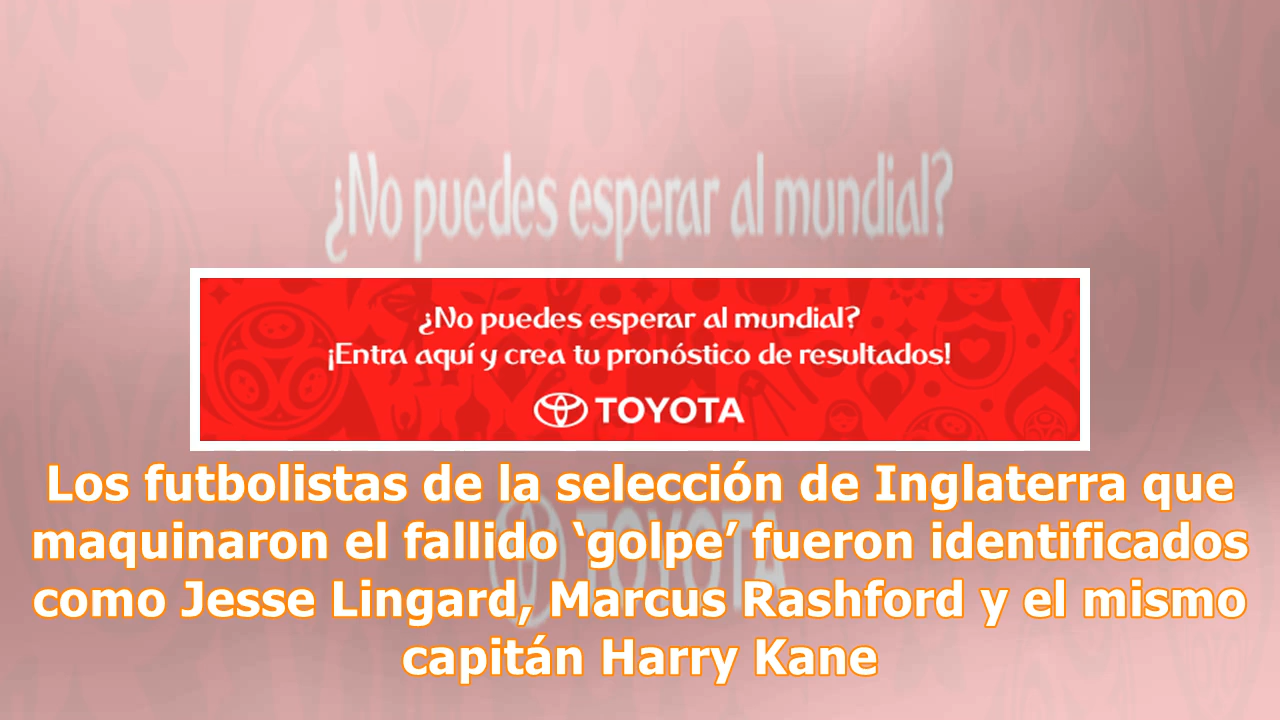 ¿No puedes esperar al mundial?
¿No puedes esperar al mundial?
¡Entra aquí y crea tu pronóstico de resultados!
TOYOTA
Los futbolistas de la selección de Inglaterra que
maquinaron el fallido ‘golpe’ fueron identificados
como Jesse Lingard, Marcus Rashford y el mismo
capitán Harry Kane
TOYOTA